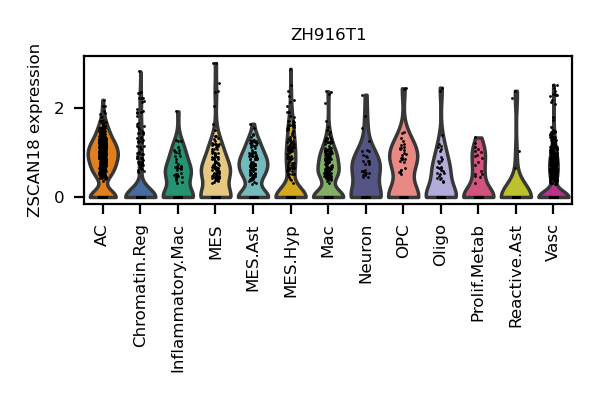 ZH916T1
ZSCAN18 expression
2
0
AC
Chromatin.Reg
Inflammatory.Mac
MES
MES.Ast
MES.Hyp
Mac
Neuron
OPC
Oligo
Prolif.Metab
Reactive.Ast
Vasc